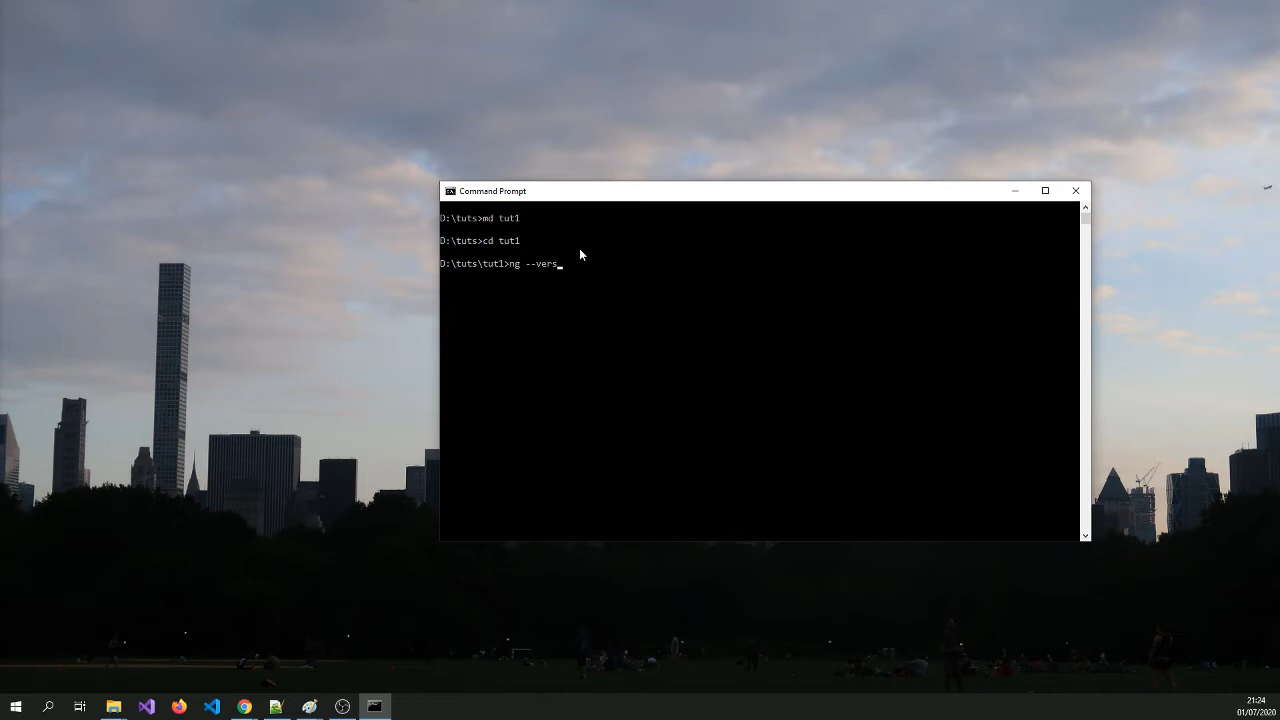 Command Prompt
D:\tuts>md tut1
D:\tuts>cd tut1
D:\tuts\tut1>ng --vers
21:24
01/07/2020